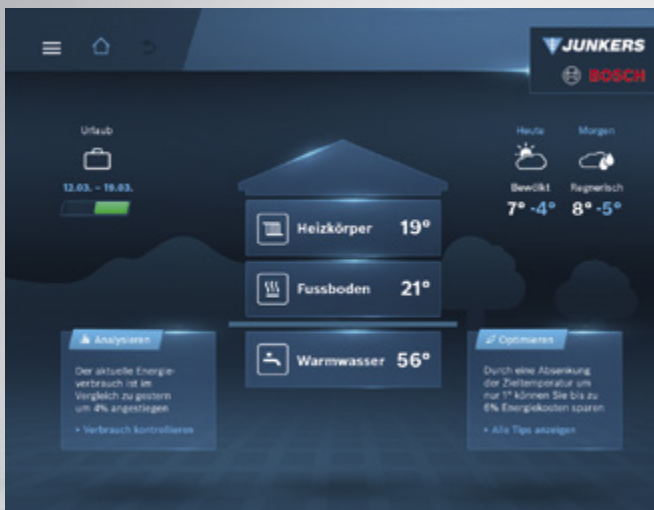 JUNKERS
BOSCH
Urlaub
12.03. – 19.03.
Heute Morgen
Bewölkt Regnerisch
7° -4° 8° -5°
Heizkörper 19°
Fussboden 21°
Warmwasser 56°
Analysieren
Der aktuelle Energie-
verbrauch ist im
Vergleich zu gestern
um 4% angestiegen
▸ Verbrauch kontrollieren
Optimieren
Durch eine Absenkung
der Zieltemperatur um
nur 1° können Sie bis zu
6% Energiekosten sparen
▸ Alle Tips anzeigen